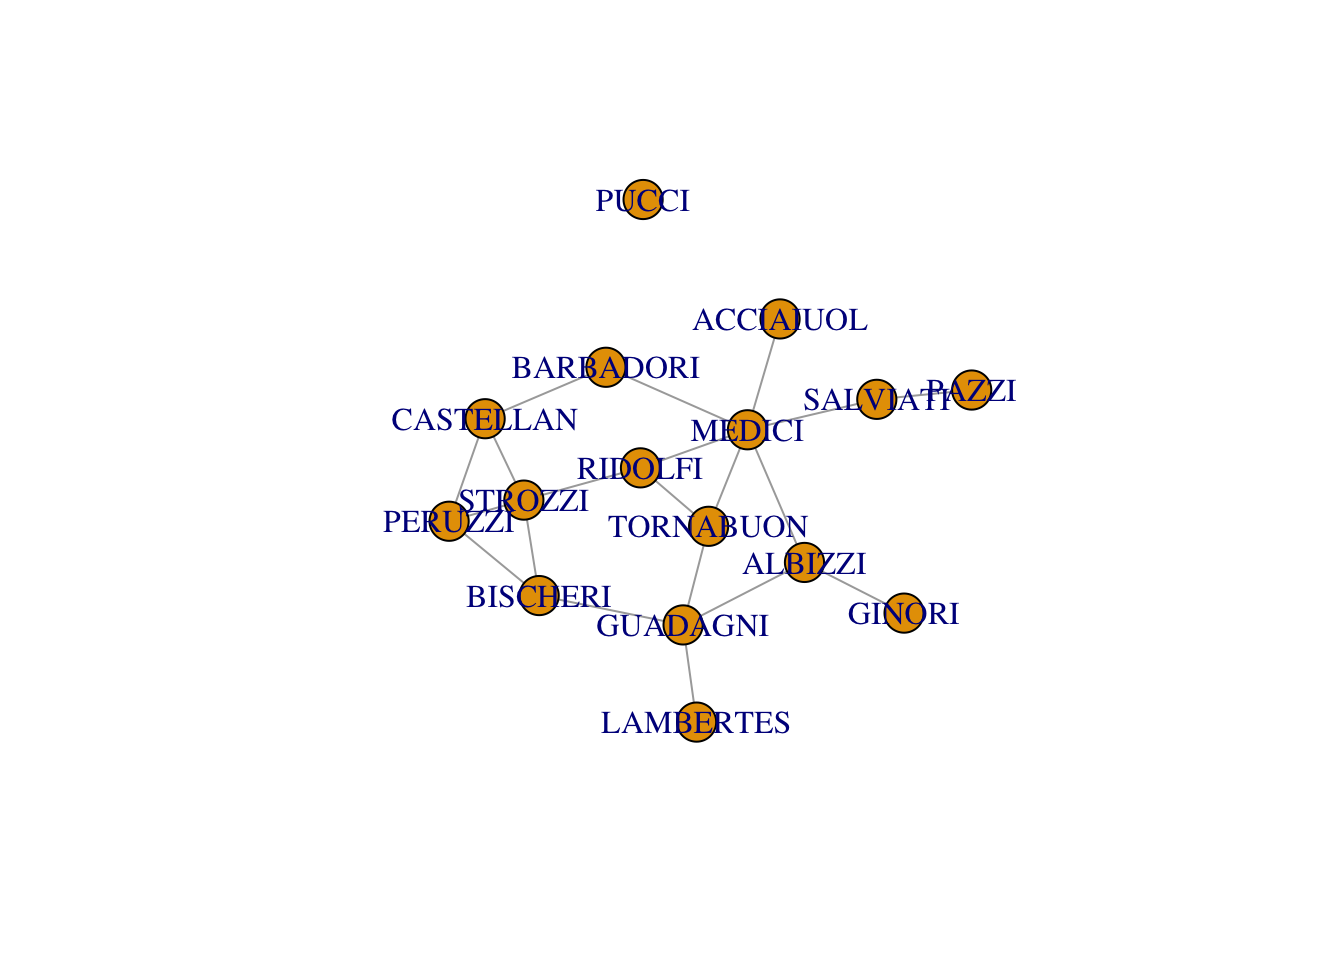 PUCCI
ACCIAIUOL
BARBADORI
PAZZI
SALVIATI
CASTELLAN
MEDICI
RIDOLFI
STROZZI
PERUZZI
TORNABUON
ALBIZZI
BISCHERI
GINORI
GUADAGNI
LAMBERTES